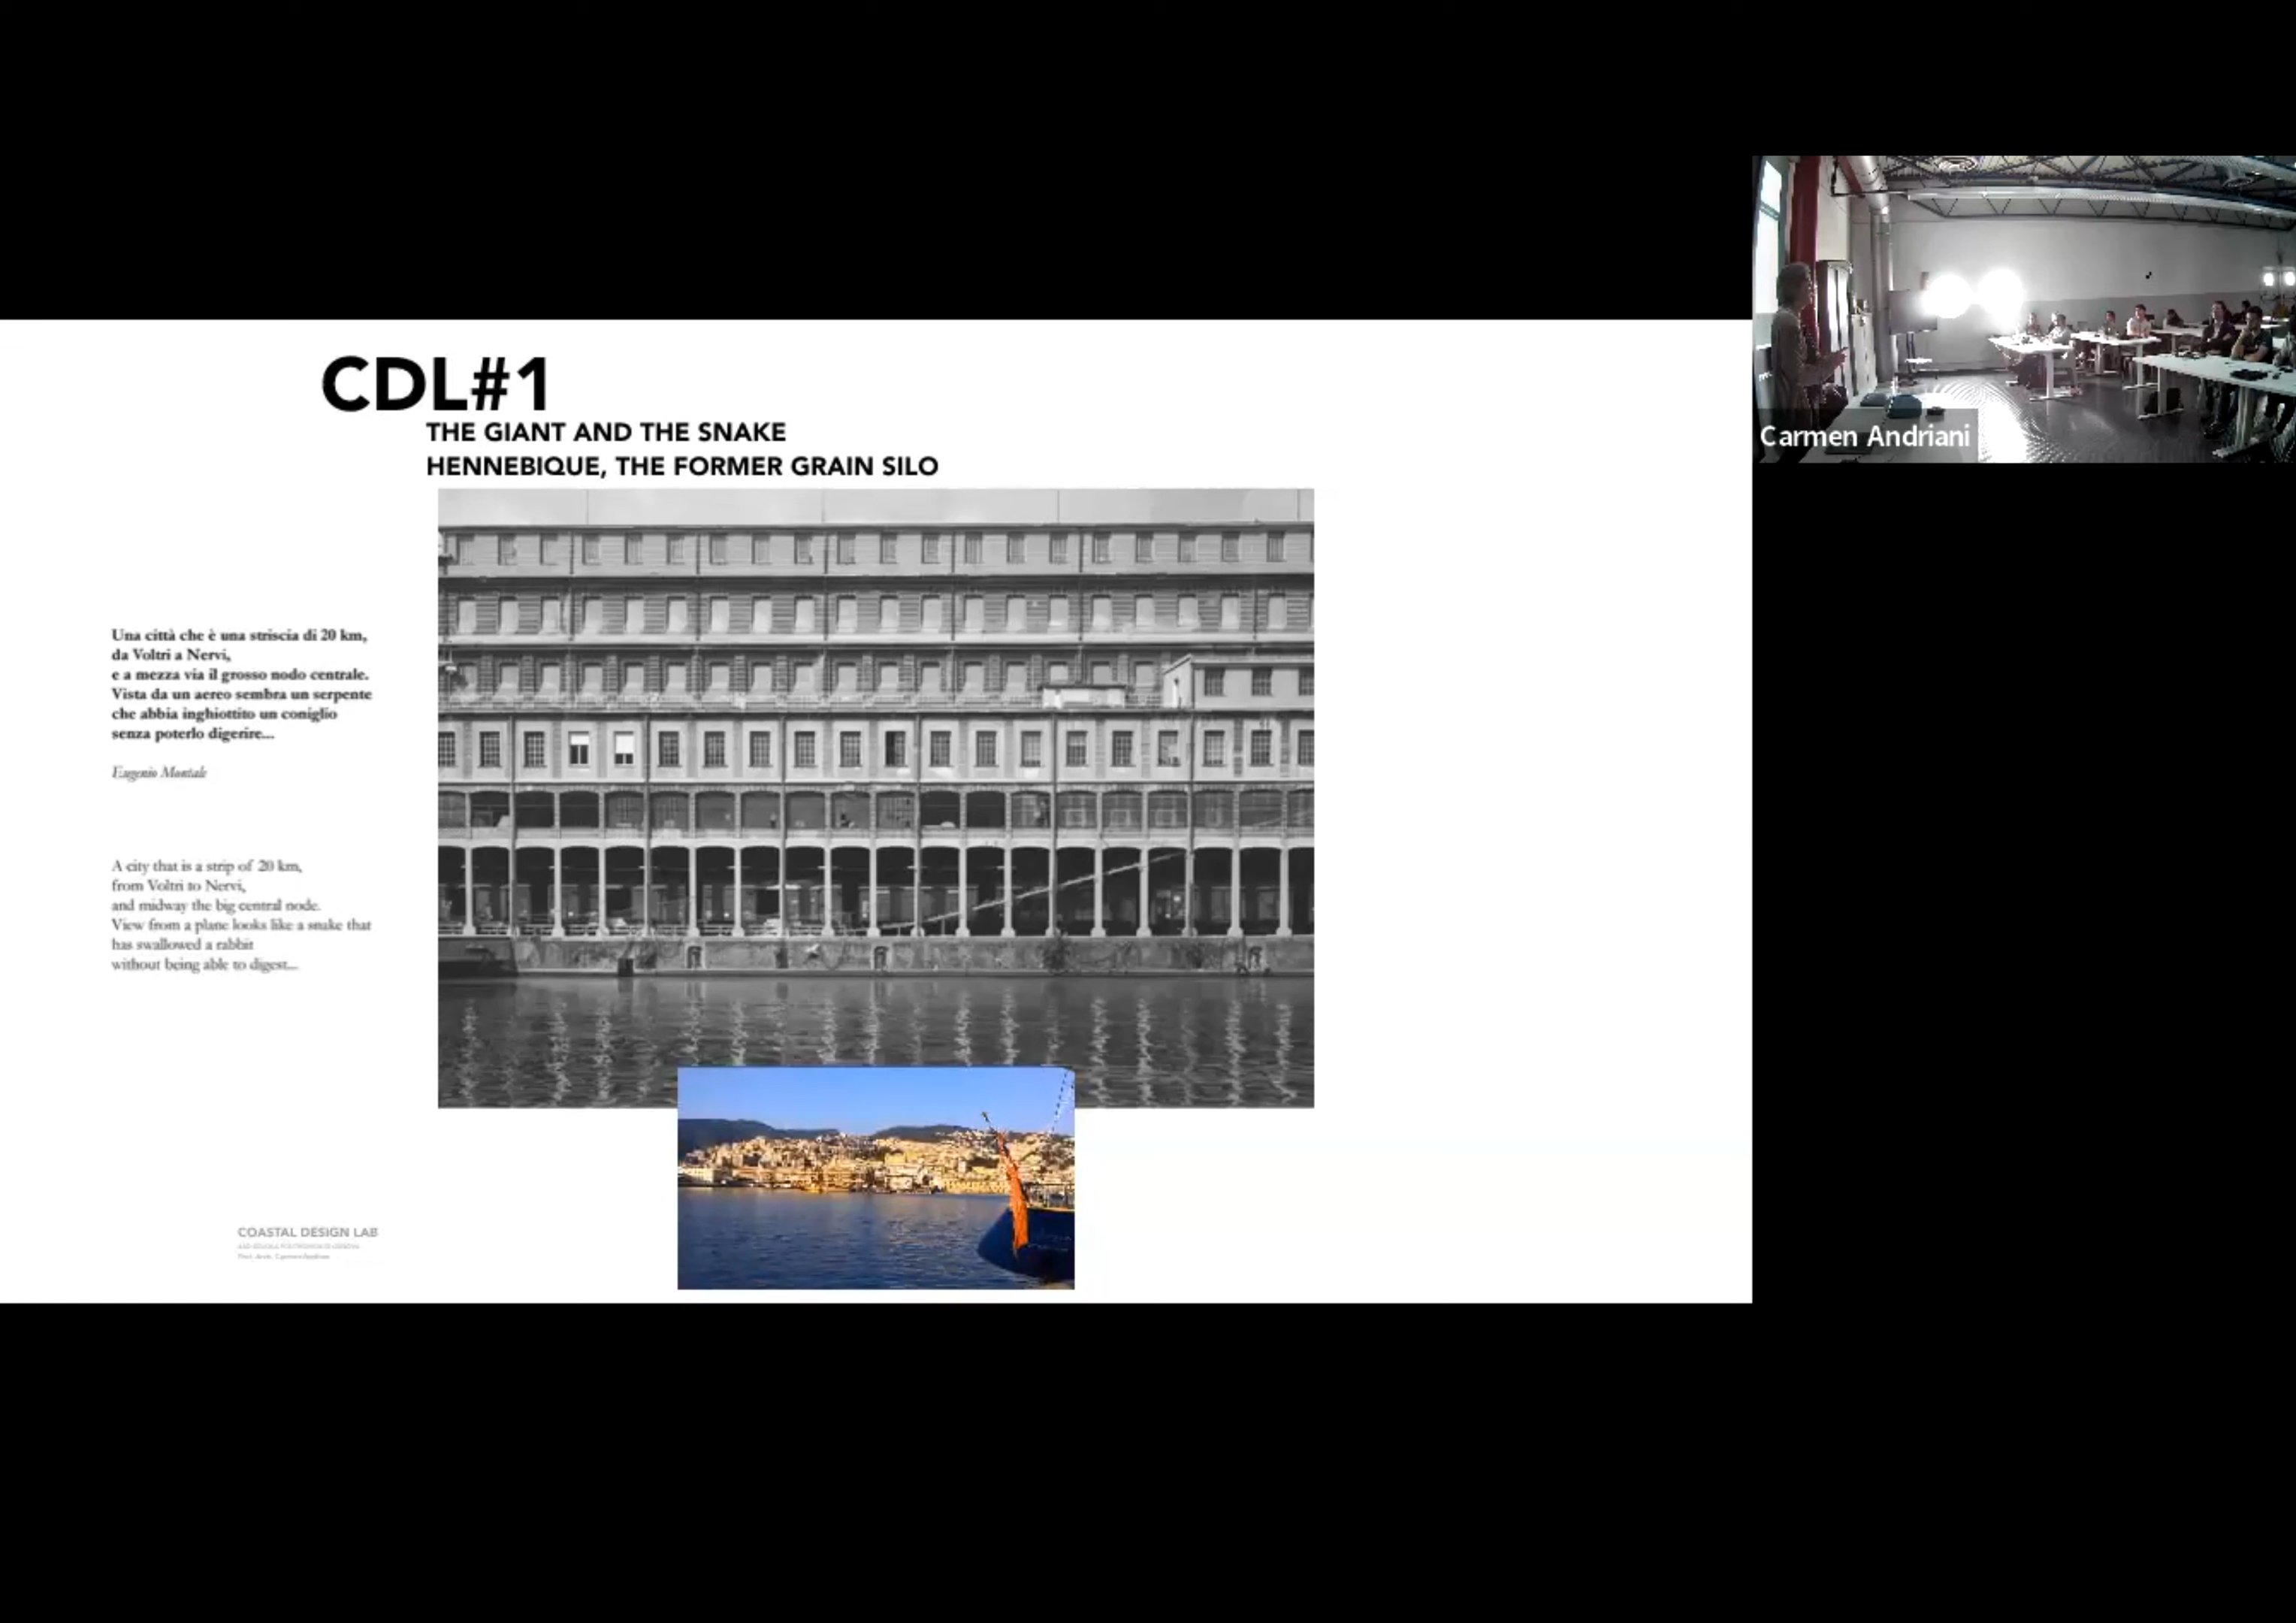 CDL#1
THE GIANT AND THE SNAKE
HENNEBIQUE, THE FORMER GRAIN SILO
Una città che è una striscia di 20 km,
da Voltri a Nervi,
e a mezza via il grosso nodo centrale.
Vista da un aereo sembra un serpente
che abbia inghiottito un coniglio
senza poterlo digerire...
Eugenio Montale
A city that is a strip of 20 km,
from Voltri to Nervi,
and midway the big central node.
View from a plane looks like a snake that
has swallowed a rabbit
without being able to digest...
COASTAL DESIGN LAB
Carmen Andriani